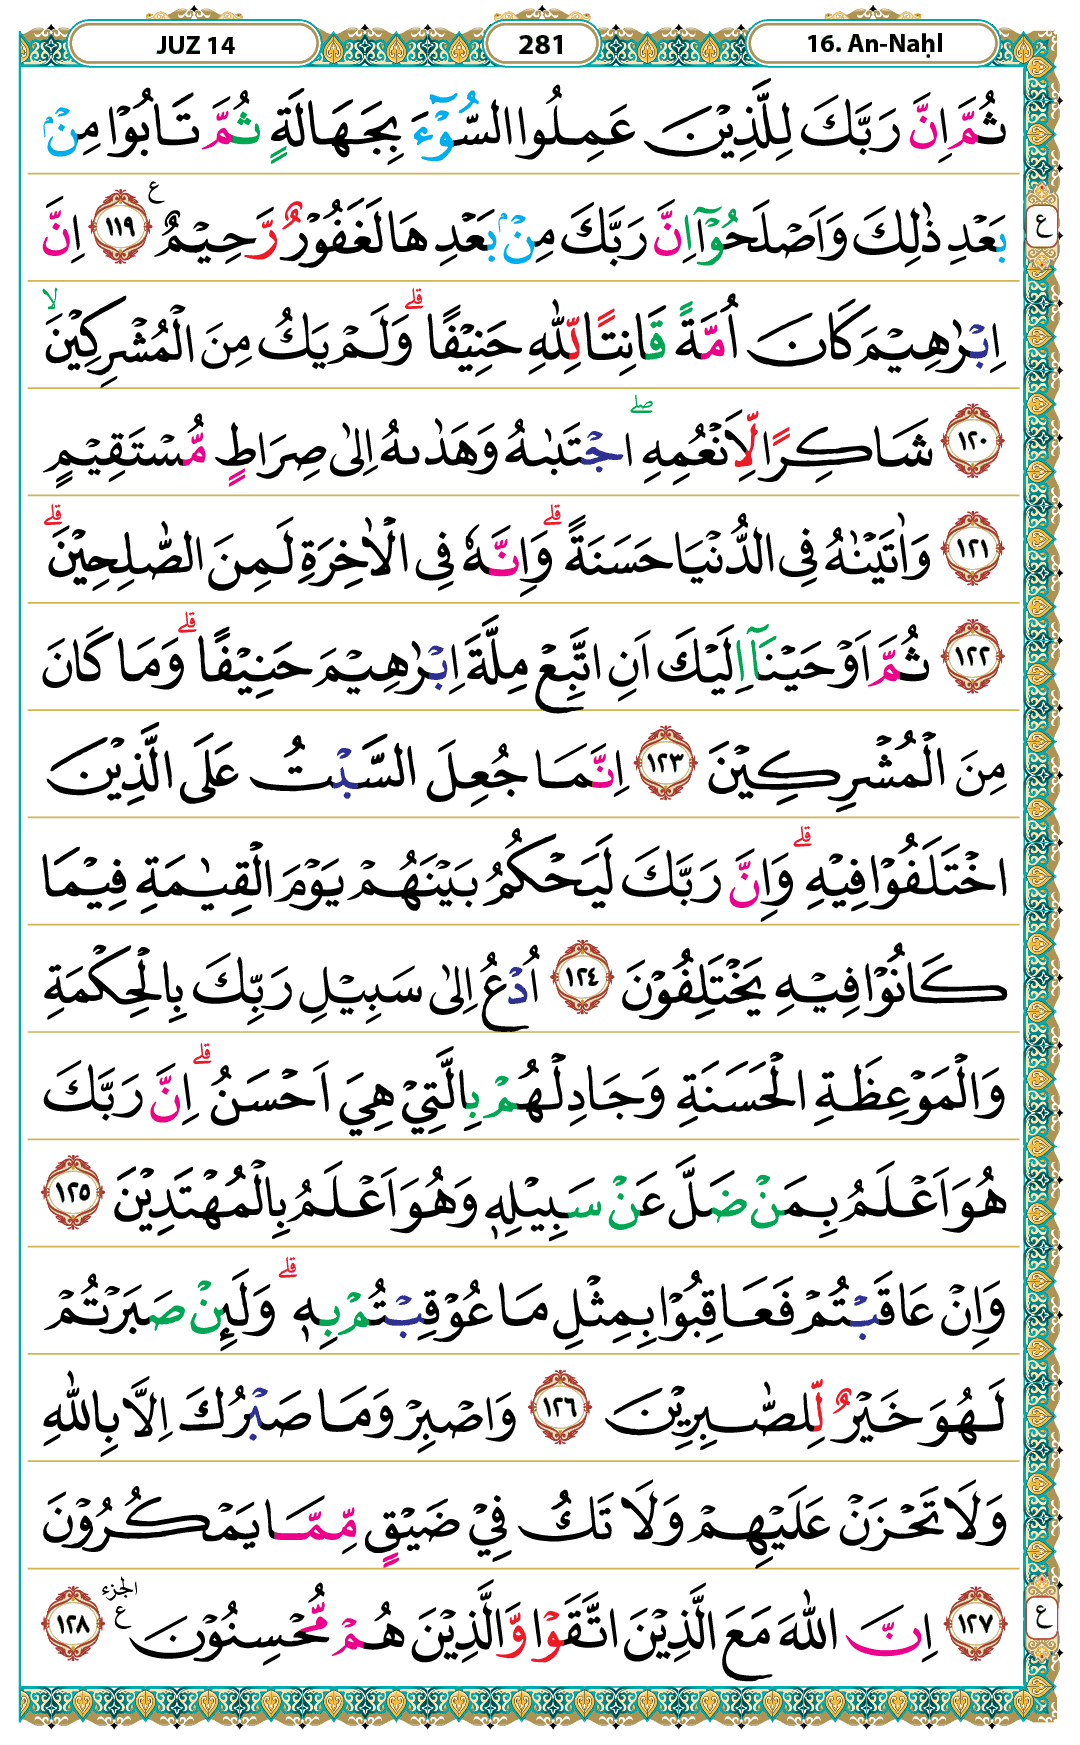 JUZ 14 281 16. An-Naḥl
ثُمَّ اِنَّ رَبَّكَ لِلَّذِيْنَ عَمِلُوا السُّوْۤءَ بِجَهَالَةٍ ثُمَّ تَابُوْا مِنْۢ
بَعْدِ ذٰلِكَ وَاَصْلَحُوْٓا اِنَّ رَبَّكَ مِنْۢ بَعْدِهَا لَغَفُوْرٌ رَّحِيْمٌ ࣖ ١١٩ اِنَّ
اِبْرٰهِيْمَ كَانَ اُمَّةً قَانِتًا لِّلّٰهِ حَنِيْفًاۗ وَلَمْ يَكُ مِنَ الْمُشْرِكِيْنَۙ
١٢٠ شَاكِرًا لِّاَنْعُمِهِۖ اجْتَبٰىهُ وَهَدٰىهُ اِلٰى صِرَاطٍ مُّسْتَقِيْمٍ
١٢١ وَاٰتَيْنٰهُ فِى الدُّنْيَا حَسَنَةًۗ وَاِنَّهٗ فِى الْاٰخِرَةِ لَمِنَ الصّٰلِحِيْنَۗ
١٢٢ ثُمَّ اَوْحَيْنَآ اِلَيْكَ اَنِ اتَّبِعْ مِلَّةَ اِبْرٰهِيْمَ حَنِيْفًاۗ وَمَا كَانَ
مِنَ الْمُشْرِكِيْنَ ١٢٣ اِنَّمَا جُعِلَ السَّبْتُ عَلَى الَّذِيْنَ
اخْتَلَفُوْا فِيْهِۗ وَاِنَّ رَبَّكَ لَيَحْكُمُ بَيْنَهُمْ يَوْمَ الْقِيٰمَةِ فِيْمَا
كَانُوْا فِيْهِ يَخْتَلِفُوْنَ ١٢٤ اُدْعُ اِلٰى سَبِيْلِ رَبِّكَ بِالْحِكْمَةِ
وَالْمَوْعِظَةِ الْحَسَنَةِ وَجَادِلْهُمْ بِالَّتِيْ هِيَ اَحْسَنُۗ اِنَّ رَبَّكَ
هُوَ اَعْلَمُ بِمَنْ ضَلَّ عَنْ سَبِيْلِهٖ وَهُوَ اَعْلَمُ بِالْمُهْتَدِيْنَ ١٢٥
وَاِنْ عَاقَبْتُمْ فَعَاقِبُوْا بِمِثْلِ مَا عُوْقِبْتُمْ بِهٖۗ وَلَىِٕنْ صَبَرْتُمْ
لَهُوَ خَيْرٌ لِّلصّٰبِرِيْنَ ١٢٦ وَاصْبِرْ وَمَا صَبْرُكَ اِلَّا بِاللّٰهِ
وَلَا تَحْزَنْ عَلَيْهِمْ وَلَا تَكُ فِيْ ضَيْقٍ مِّمَّا يَمْكُرُوْنَ
١٢٧ اِنَّ اللّٰهَ مَعَ الَّذِيْنَ اتَّقَوْا وَّالَّذِيْنَ هُمْ مُّحْسِنُوْنَ الجزء ع ١٢٨
ع
ع